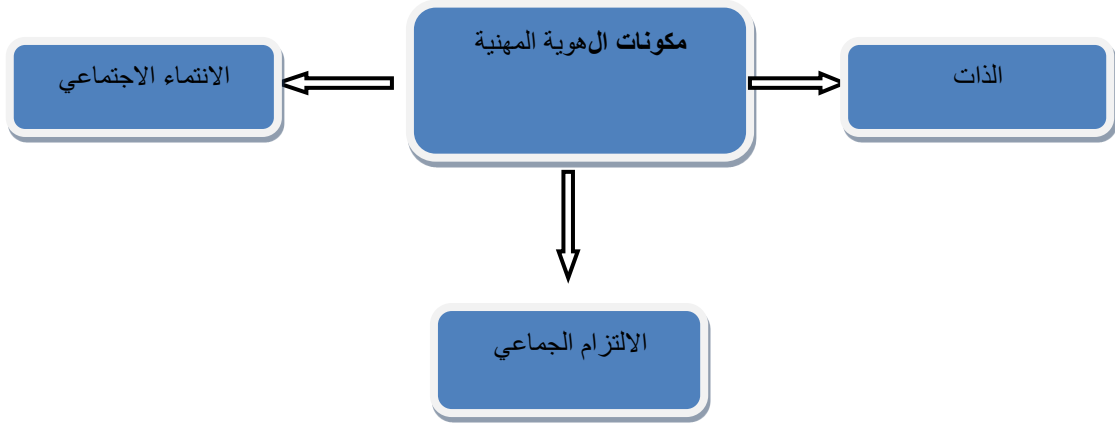 مكونات الهوية المهنية
الذات
الانتماء الاجتماعي
الالتزام الجماعي